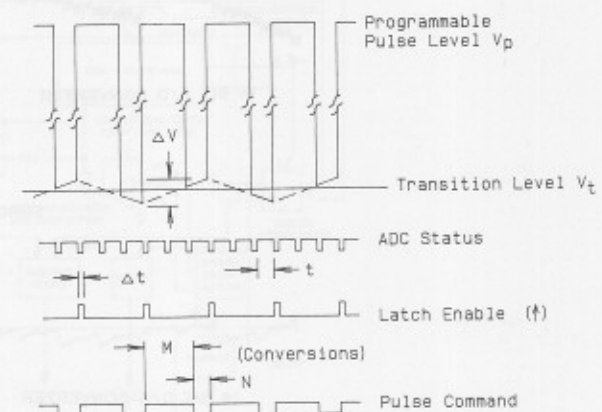 Programmable
Pulse Level Vp
ΔV
Transition Level Vt
ADC Status
Δt
t
Latch Enable (↑)
M
(Conversions)
N
Pulse Command